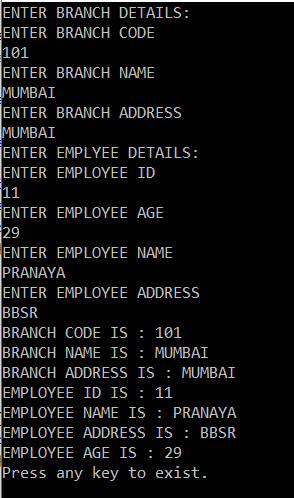 ENTER BRANCH DETAILS:
ENTER BRANCH CODE
101
ENTER BRANCH NAME
MUMBAI
ENTER BRANCH ADDRESS
MUMBAI
ENTER EMPLYEE DETAILS:
ENTER EMPLOYEE ID
11
ENTER EMPLOYEE AGE
29
ENTER EMPLOYEE NAME
PRANAYA
ENTER EMPLOYEE ADDRESS
BBSR
BRANCH CODE IS : 101
BRANCH NAME IS : MUMBAI
BRANCH ADDRESS IS : MUMBAI
EMPLOYEE ID IS : 11
EMPLOYEE NAME IS : PRANAYA
EMPLOYEE ADDRESS IS : BBSR
EMPLOYEE AGE IS : 29
Press any key to exist.